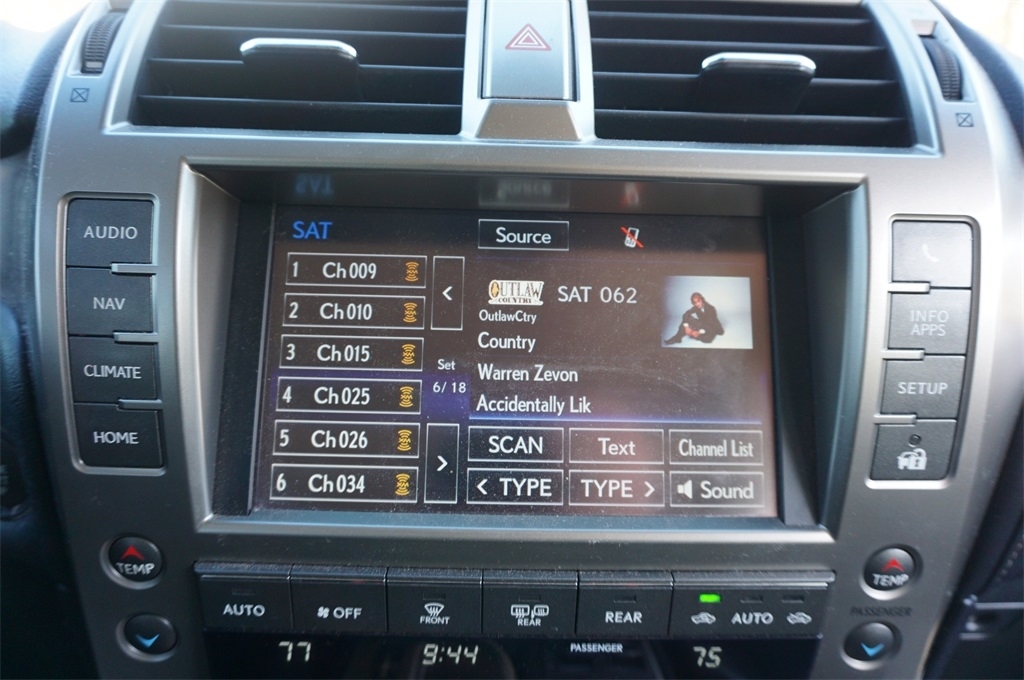 AUDIO
NAV
CLIMATE
HOME
SAT
Source
1 Ch009
2 Ch010
3 Ch015
4 Ch025
5 Ch026
6 Ch034
<
Set
6/18
>
OUTLAW
COUNTRY
SAT 062
OutlawCtry
Country
Warren Zevon
Accidentally Lik
SCAN
Text
Channel List
< TYPE
TYPE >
Sound
INFO
APPS
SETUP
TEMP
TEMP
PASSENGER
AUTO
OFF
FRONT
REAR
REAR
AUTO
77
9:44
PASSENGER
75